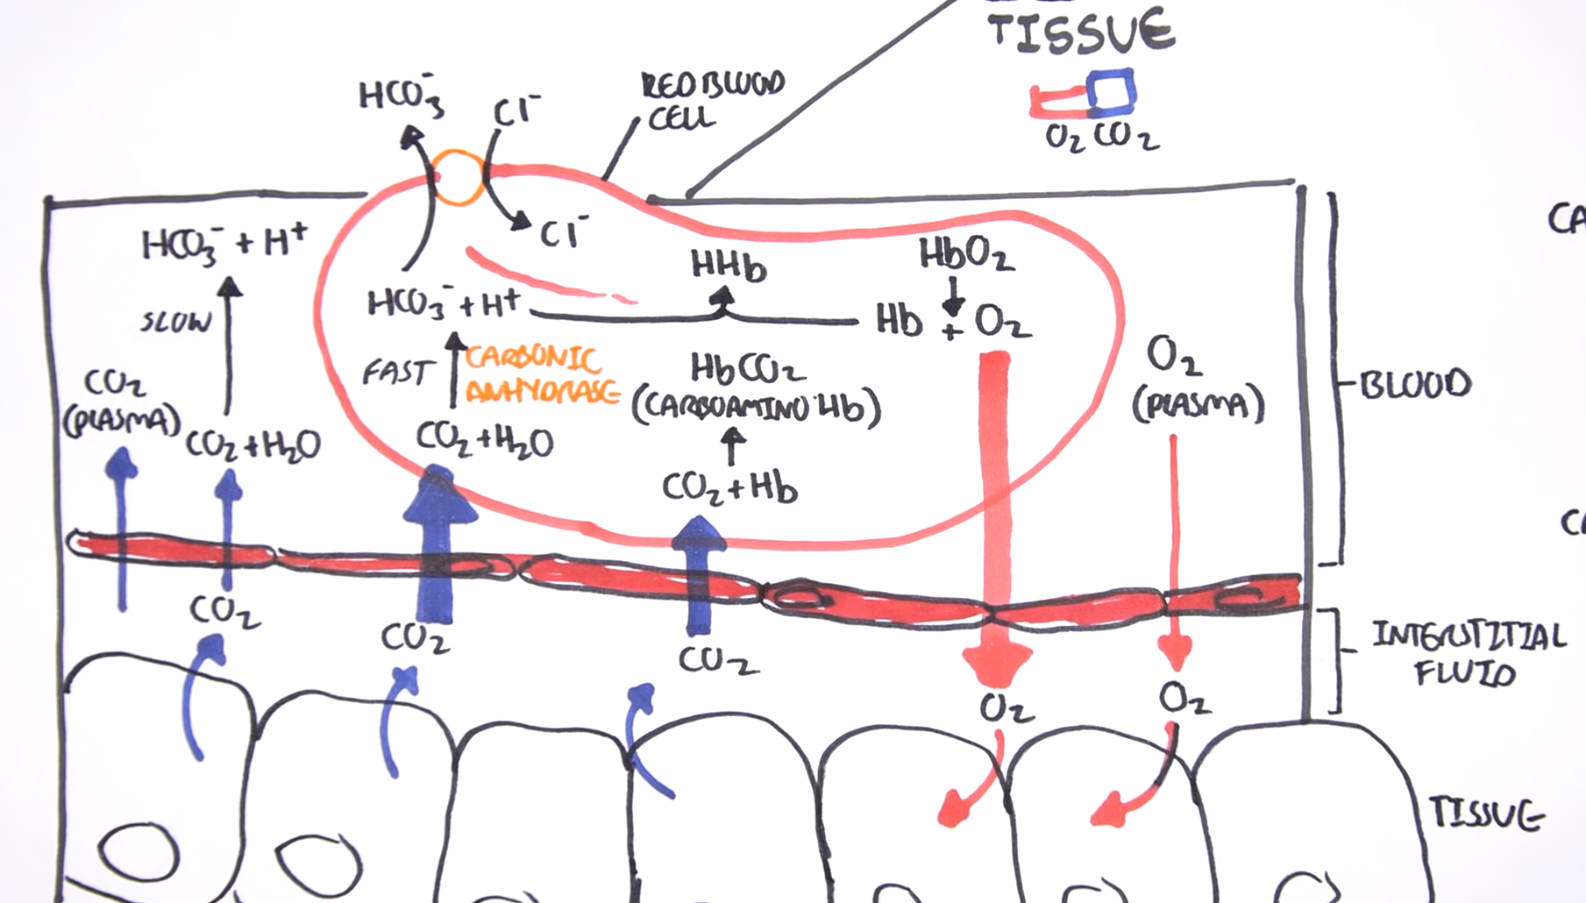 TISSUE
O₂ CO₂
HCO₃⁻
Cl⁻
RED BLOOD
CELL
HCO₃⁻ + H⁺
Cl⁻
HHb
HbO₂
HCO₃⁻ + H⁺
Hb + O₂
SLOW
FAST
CARBONIC
ANHYDRASE
CO₂
(PLASMA)
CO₂ + H₂O
CO₂ + H₂O
HbCO₂
(CARBOAMINO Hb)
CO₂ + Hb
O₂
(PLASMA)
BLOOD
CA
CA
CO₂
CO₂
CO₂
O₂
O₂
INTERSTITIAL
FLUID
TISSUE